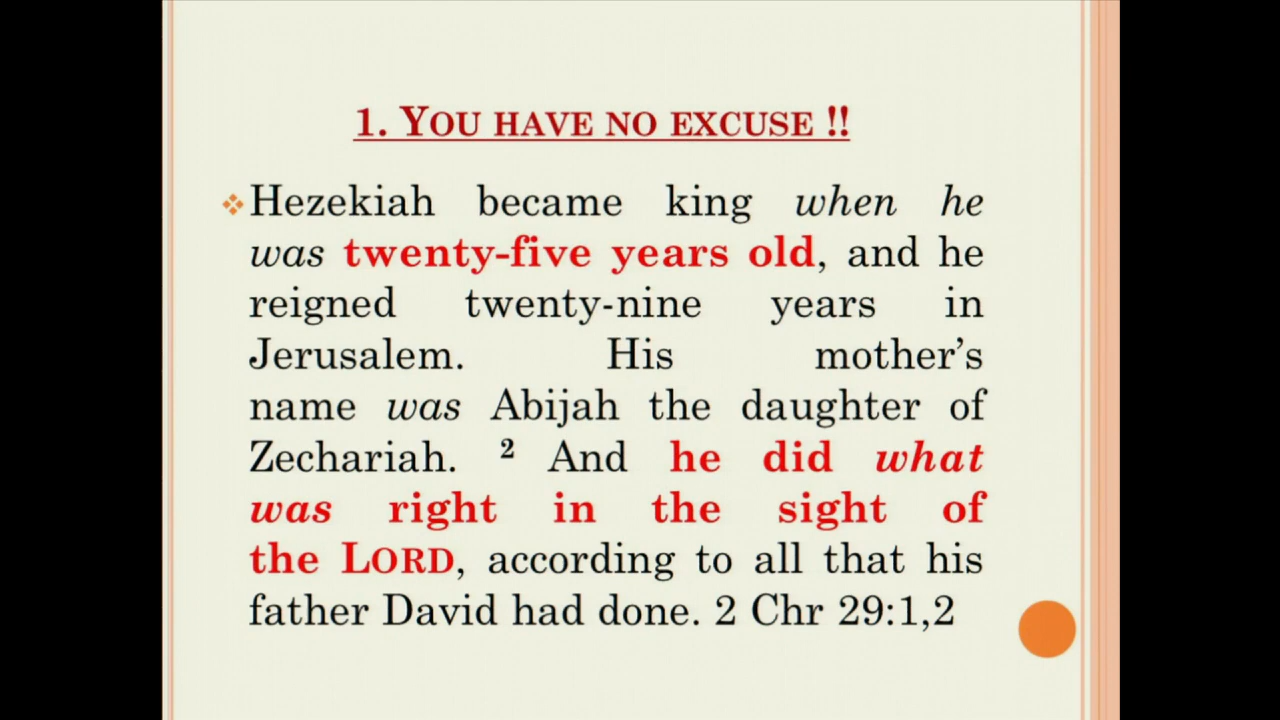 1. YOU HAVE NO EXCUSE !!
Hezekiah became king when he
was twenty-five years old, and he
reigned twenty-nine years in
Jerusalem. His mother’s
name was Abijah the daughter of
Zechariah. ² And he did what
was right in the sight of
the LORD, according to all that his
father David had done. 2 Chr 29:1,2